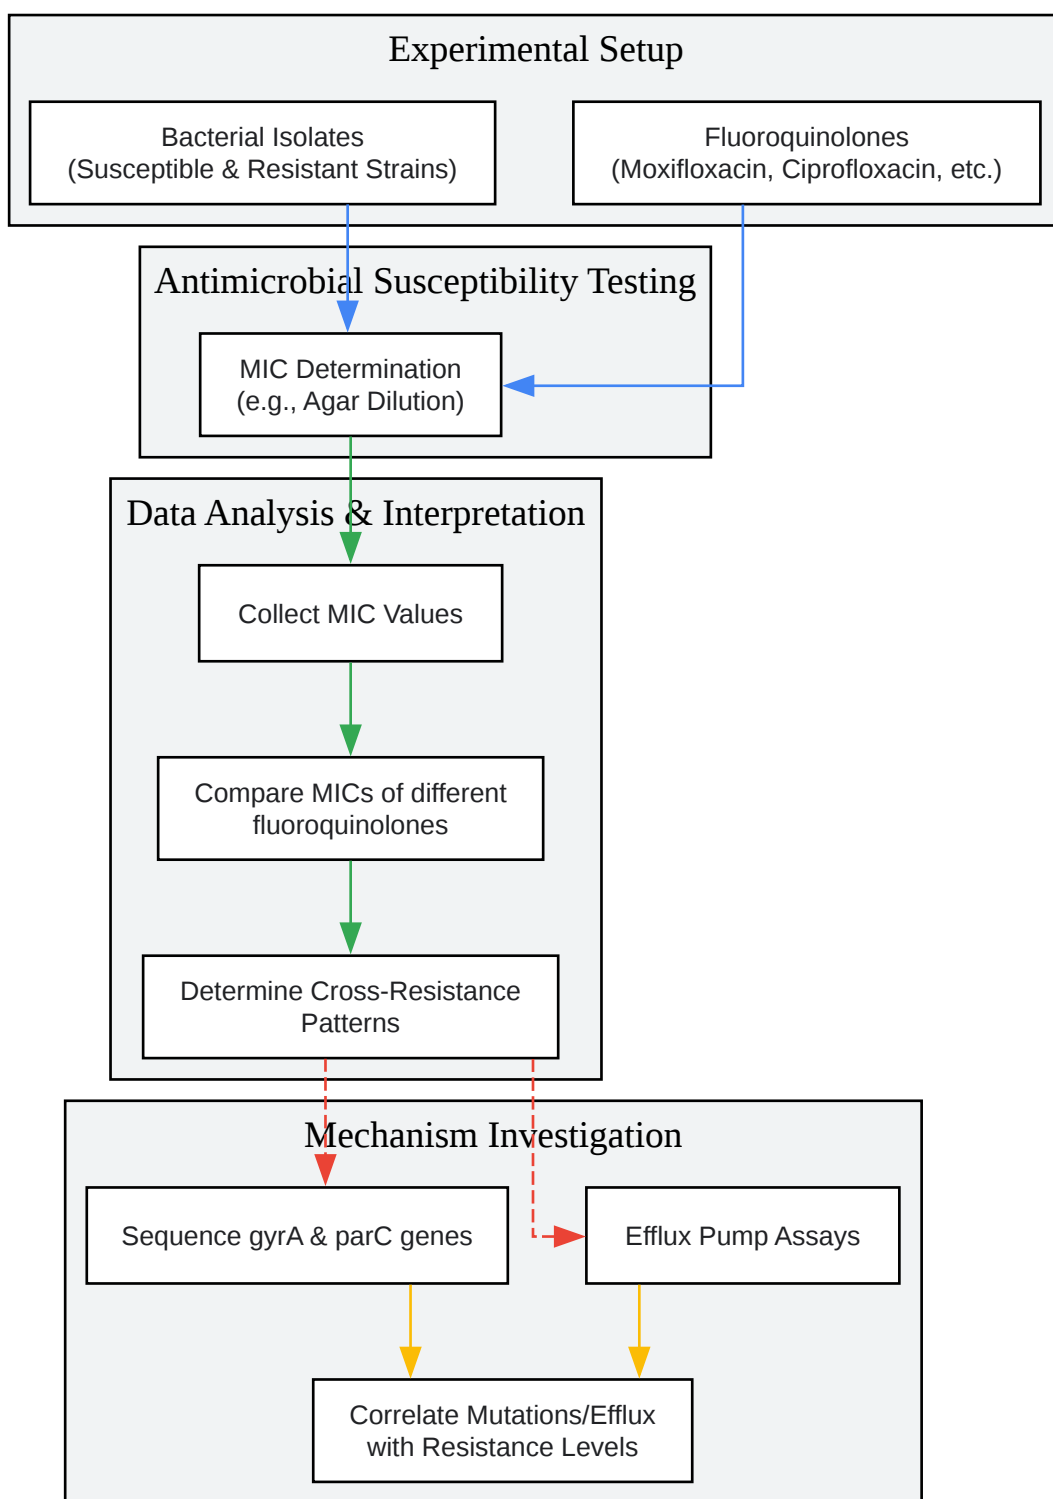 Experimental Setup
Bacterial Isolates
(Susceptible & Resistant Strains)
Fluoroquinolones
(Moxifloxacin, Ciprofloxacin, etc.)
Antimicrobial Susceptibility Testing
MIC Determination
(e.g., Agar Dilution)
Data Analysis & Interpretation
Collect MIC Values
Compare MICs of different
fluoroquinolones
Determine Cross-Resistance
Patterns
Mechanism Investigation
Sequence gyrA & parC genes
Efflux Pump Assays
Correlate Mutations/Efflux
with Resistance Levels